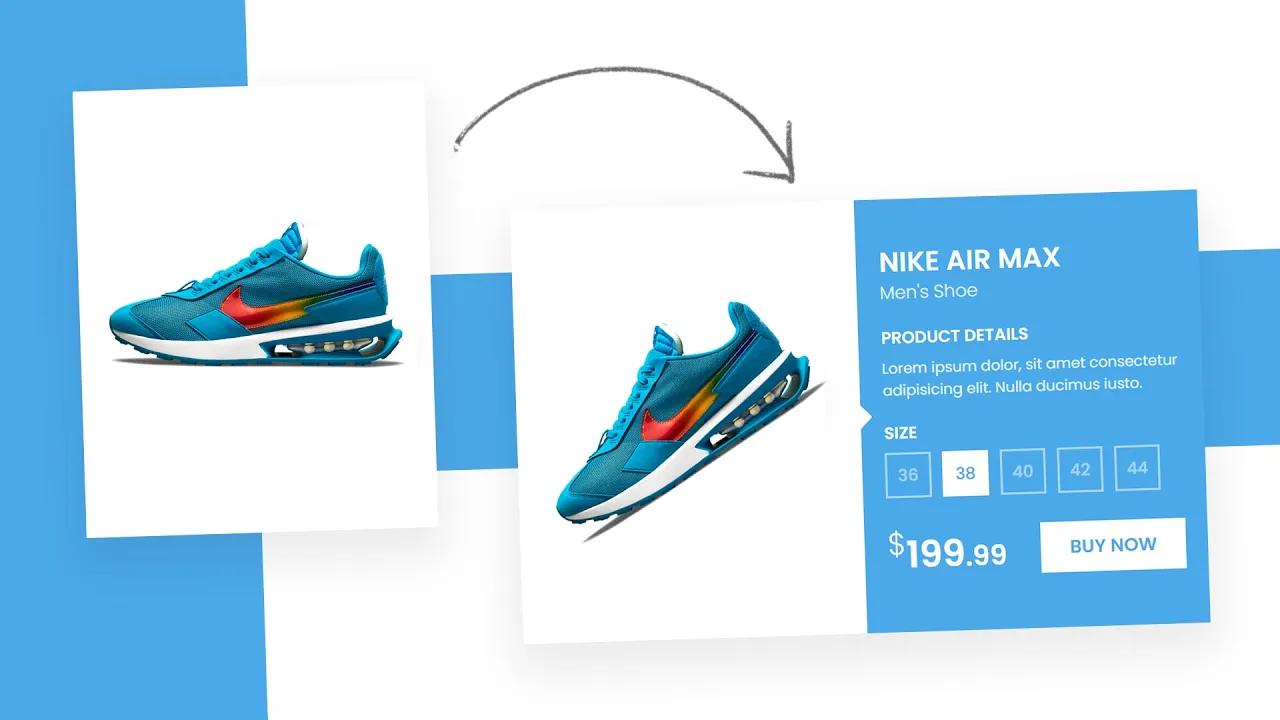 NIKE AIR MAX
Men's Shoe
PRODUCT DETAILS
Lorem ipsum dolor, sit amet consectetur
adipisicing elit. Nulla ducimus iusto.
SIZE
36 38 40 42 44
$199.99 BUY NOW